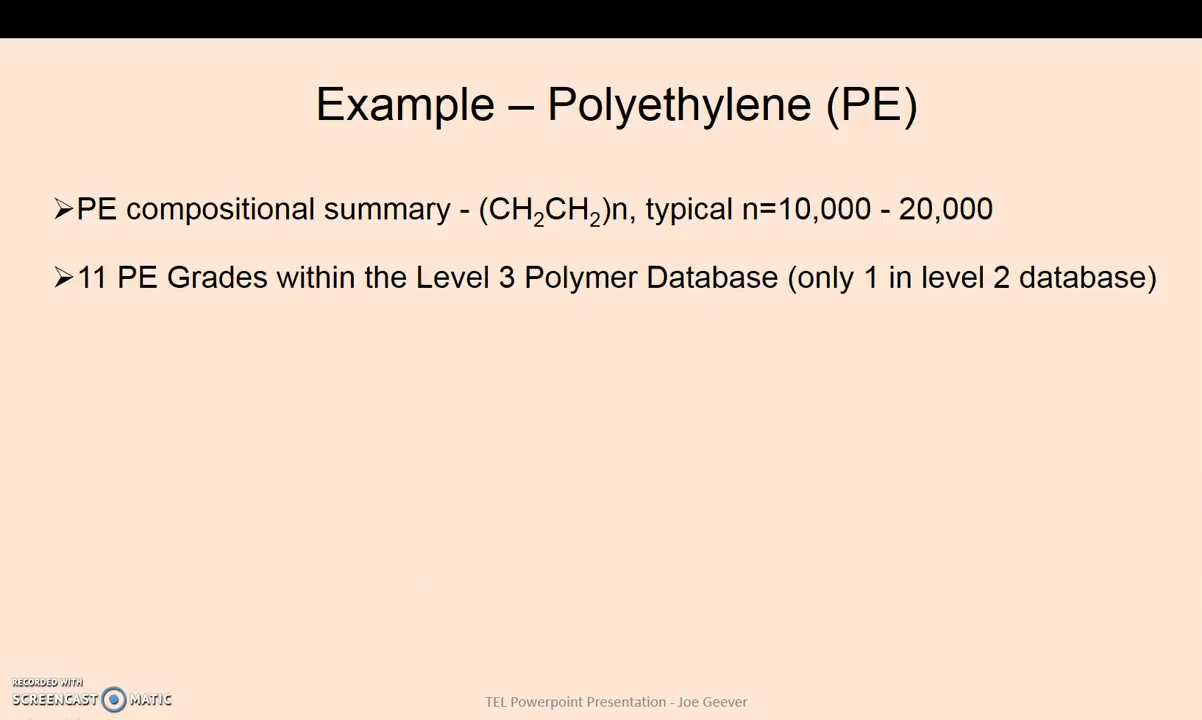 Example – Polyethylene (PE)
➢PE compositional summary - (CH₂CH₂)n, typical n=10,000 - 20,000
➢11 PE Grades within the Level 3 Polymer Database (only 1 in level 2 database)
RECORDED WITH
SCREENCAST MATIC
TEL Powerpoint Presentation - Joe Geever